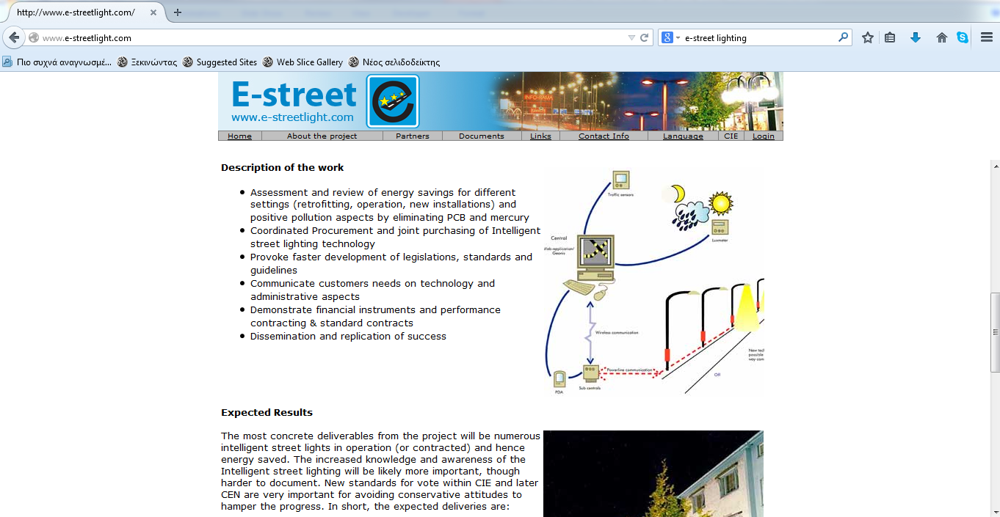 http://www.e-streetlight.com/
www.e-streetlight.com
e-street lighting
Πιο συχνά αναγνωσμέ...
Ξεκινώντας
Suggested Sites
Web Slice Gallery
Νέος σελιδοδείκτης
E-street
www.e-streetlight.com
INFO-RAMA
Home
About the project
Partners
Documents
Links
Contact Info
Language
CIE
Login
Description of the work
Assessment and review of energy savings for different
settings (retrofitting, operation, new installations) and
positive pollution aspects by eliminating PCB and mercury
Coordinated Procurement and joint purchasing of Intelligent
street lighting technology
Provoke faster development of legislations, standards and
guidelines
Communicate customers needs on technology and
administrative aspects
Demonstrate financial instruments and performance
contracting & standard contracts
Dissemination and replication of success
Traffic sensors
Luxmeter
Central
Web-application/
Geonis
Wireless communication
Powerline communication
New tec
possible
way con
Off
PDA
Sub controls
Expected Results
The most concrete deliverables from the project will be numerous
intelligent street lights in operation (or contracted) and hence
energy saved. The increased knowledge and awareness of the
Intelligent street lighting will be likely more important, though
harder to document. New standards for vote within CIE and later
CEN are very important for avoiding conservative attitudes to
hamper the progress. In short, the expected deliveries are: